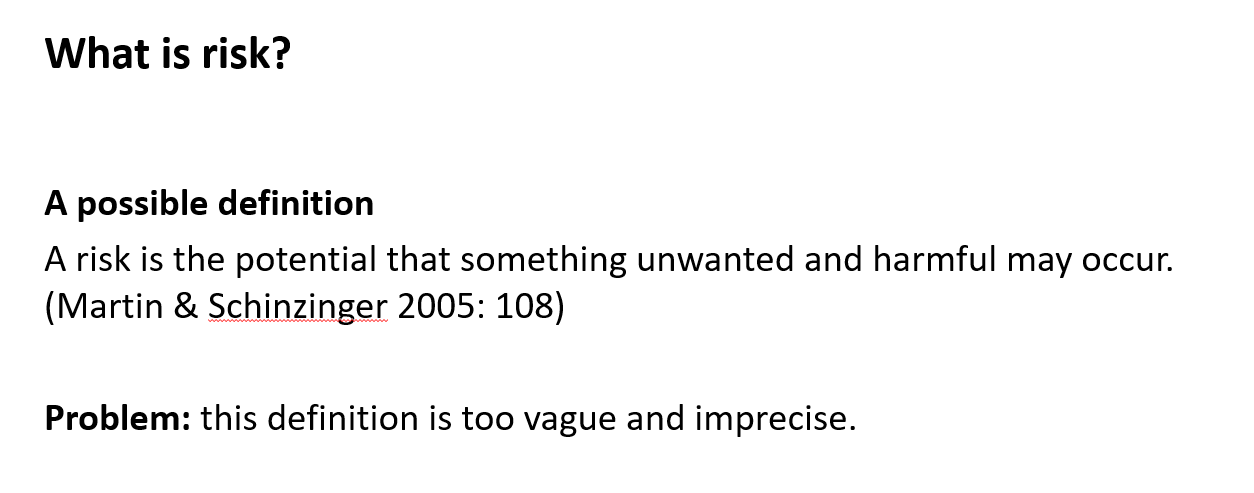 What is risk?
A possible definition
A risk is the potential that something unwanted and harmful may occur.
(Martin & Schinzinger 2005: 108)
Problem: this definition is too vague and imprecise.